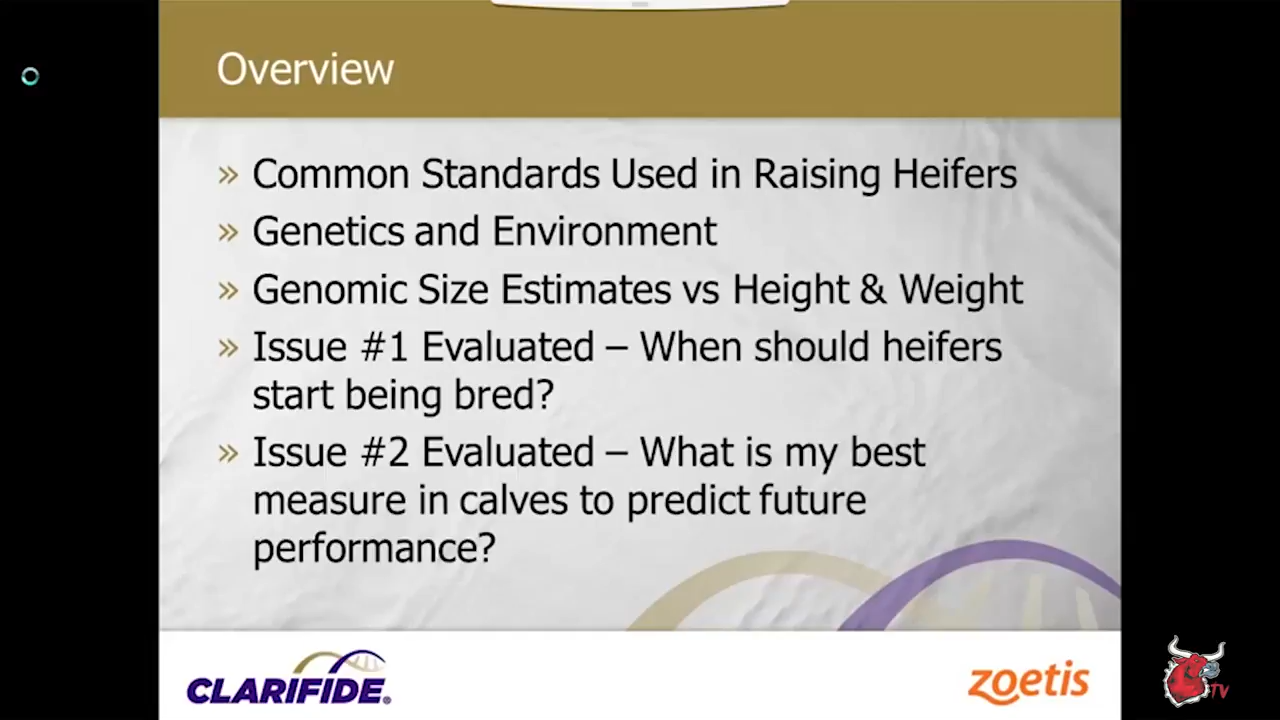 Overview
» Common Standards Used in Raising Heifers
» Genetics and Environment
» Genomic Size Estimates vs Height & Weight
» Issue #1 Evaluated – When should heifers
start being bred?
» Issue #2 Evaluated – What is my best
measure in calves to predict future
performance?
CLARIFIDE®
zoetis
TV